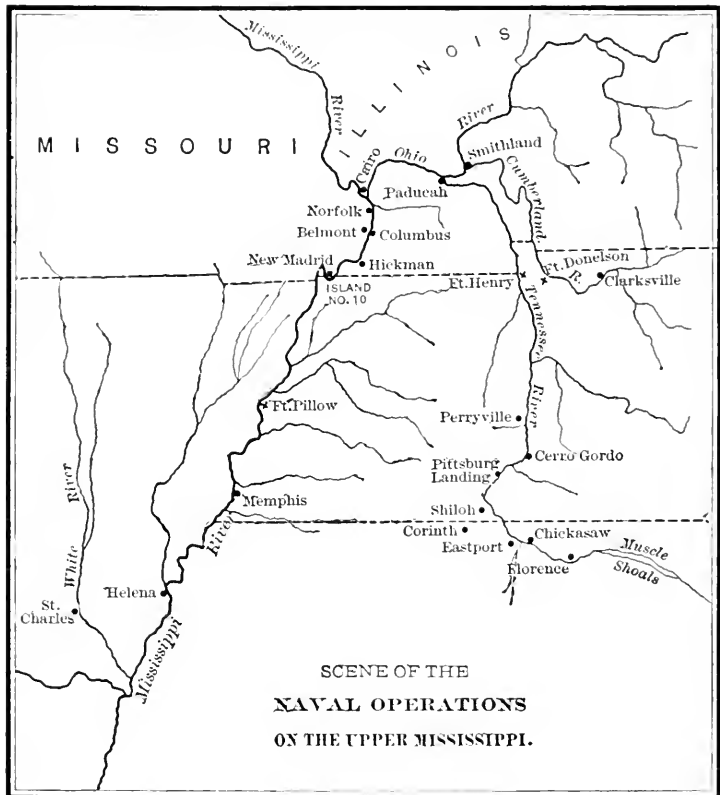 Mississippi
River
ILLINOIS
MISSOURI
River
Smithland
Ohio
Cairo
Cumberland
Paducah
Norfolk
Belmont
Columbus
New Madrid
Hickman
Ft. Donelson
R.
Clarksville
ISLAND
NO. 10
Ft. Henry
Tennessee
River
Ft. Pillow
Perryville
Pittsburg
Landing
Cerro Gordo
River
Memphis
Shiloh
River
Corinth
Chickasaw
Eastport
Muscle
Shoals
Florence
White
Helena
St.
Charles
Mississippi
SCENE OF THE
NAVAL OPERATIONS
ON THE UPPER MISSISSIPPI.